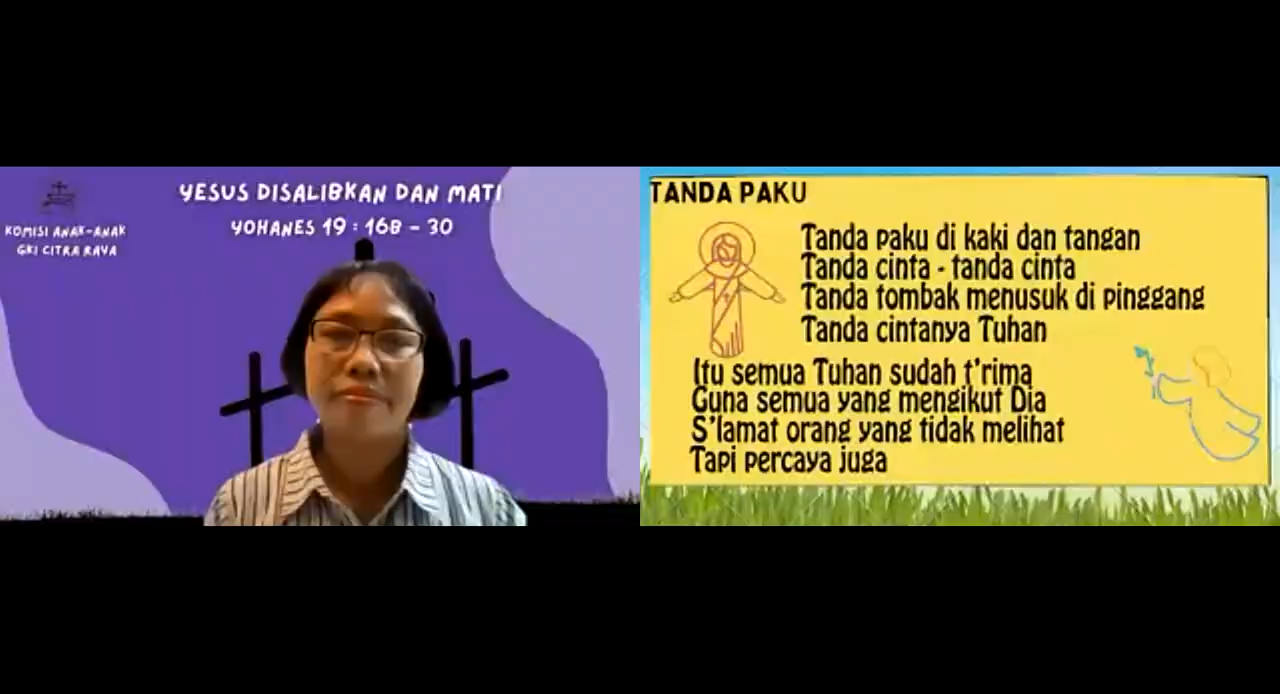 YESUS DISALIBKAN DAN MATI
YOHANES 19 : 16B - 30
KOMISI ANAK-ANAK
GKI CITRA RAYA
TANDA PAKU
Tanda paku di kaki dan tangan
Tanda cinta - tanda cinta
Tanda tombak menusuk di pinggang
Tanda cintanya Tuhan
Itu semua Tuhan sudah t'rima
Guna semua yang mengikut Dia
S'lamat orang yang tidak melihat
Tapi percaya juga